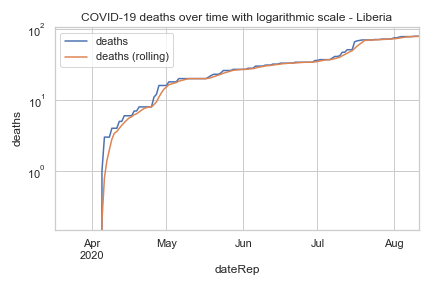 COVID-19 deaths over time with logarithmic scale - Liberia
deaths
deaths (rolling)
10²
10¹
10⁰
deaths
Apr
2020
May
Jun
Jul
Aug
dateRep